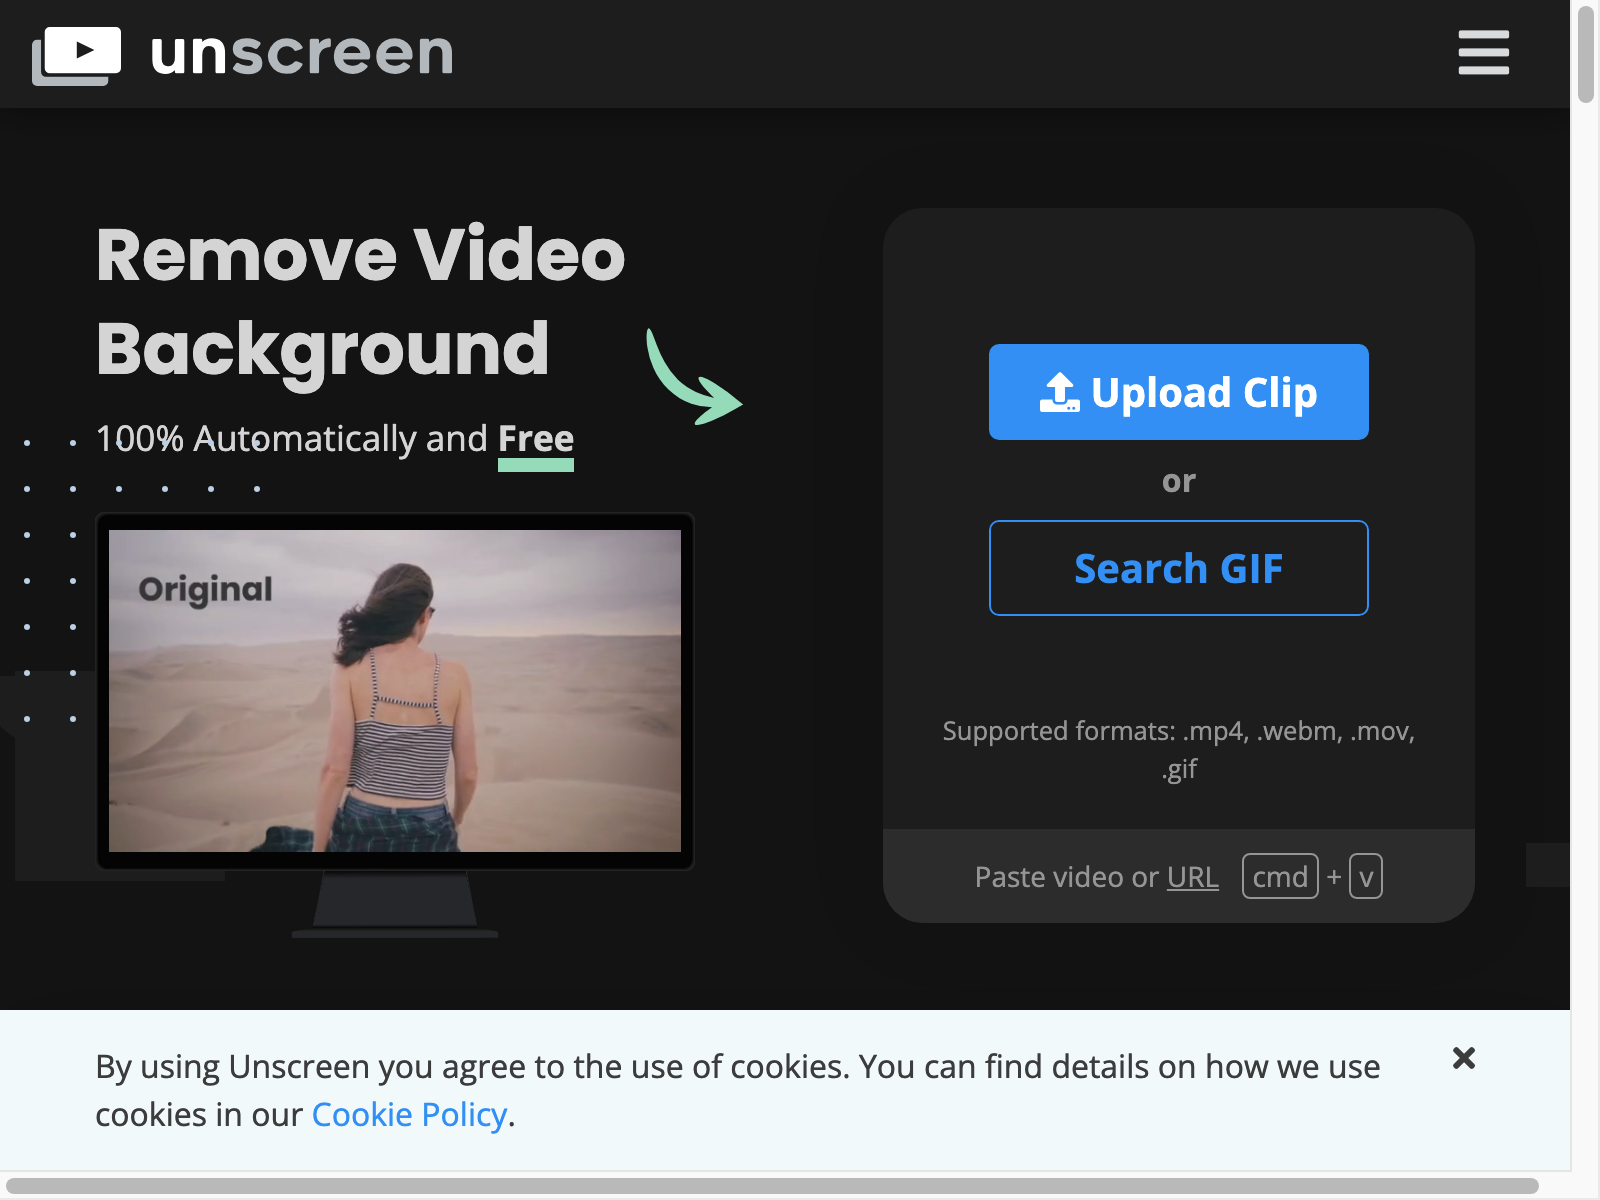 unscreen
Remove Video
Background
100% Automatically and Free
Original
Upload Clip
or
Search GIF
Supported formats: .mp4, .webm, .mov,
.gif
Paste video or URL cmd + v
By using Unscreen you agree to the use of cookies. You can find details on how we use
cookies in our Cookie Policy.